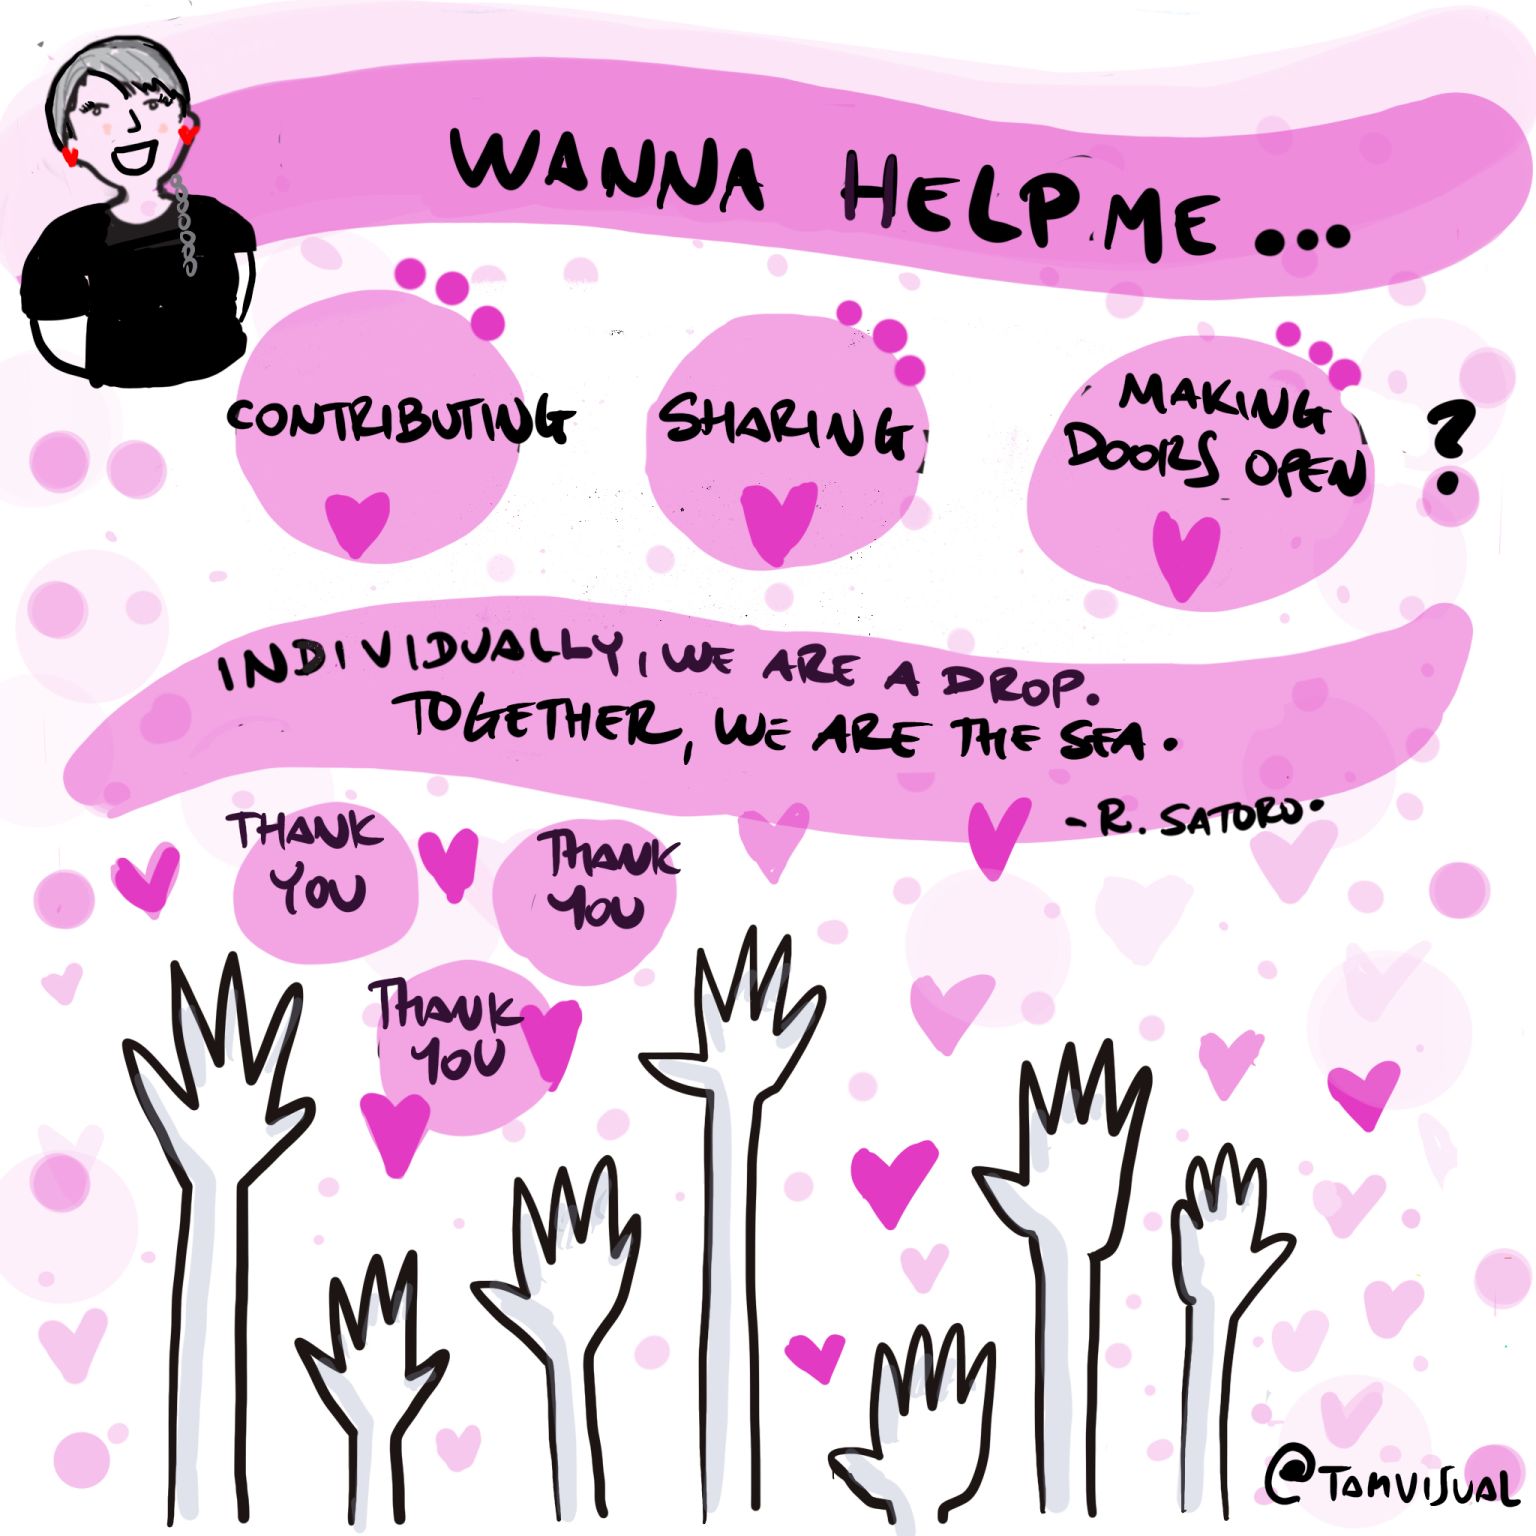 WANNA HELP ME...
CONTRIBUTING
SHARING
MAKING
DOORS OPEN
?
INDIVIDUALLY, WE ARE A DROP.
TOGETHER, WE ARE THE SEA.
- R. SATORO.
THANK
YOU
THANK
YOU
THANK
YOU
@TAMVISUAL